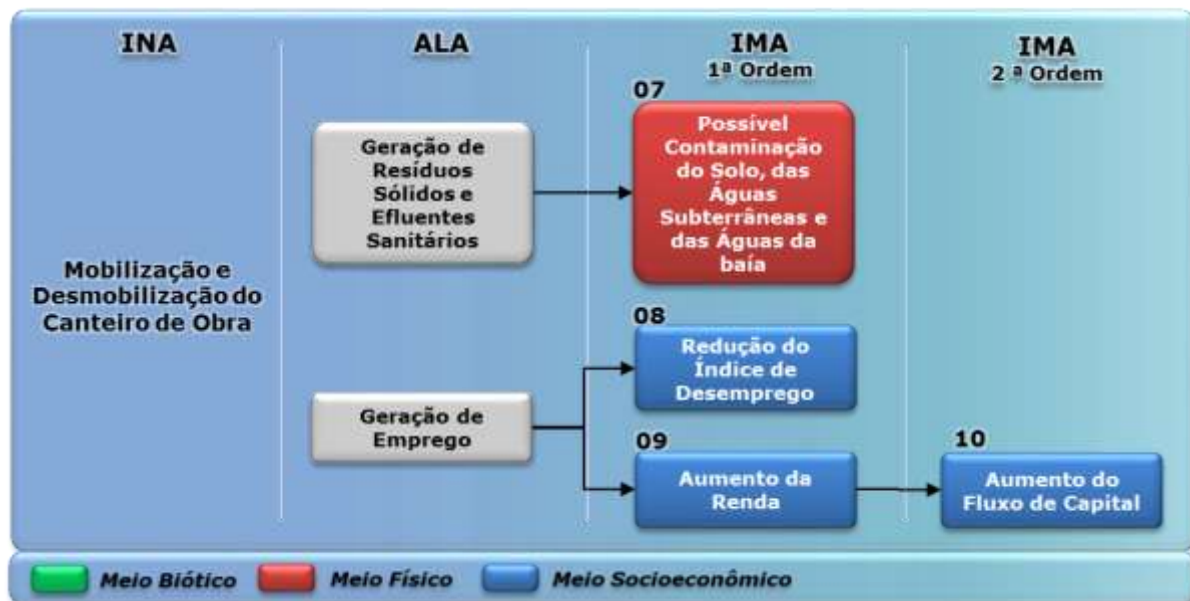 INA
ALA
IMA
1ª Ordem
IMA
2 ª Ordem
Mobilização e
Desmobilização do
Canteiro de Obra
Geração de
Resíduos
Sólidos e
Efluentes
Sanitários
07
Possível
Contaminação
do Solo, das
Águas
Subterrâneas e
das Águas da
baía
Geração de
Emprego
08
Redução do
Índice de
Desemprego
09
Aumento da
Renda
10
Aumento do
Fluxo de Capital
Meio Biótico
Meio Físico
Meio Socioeconômico